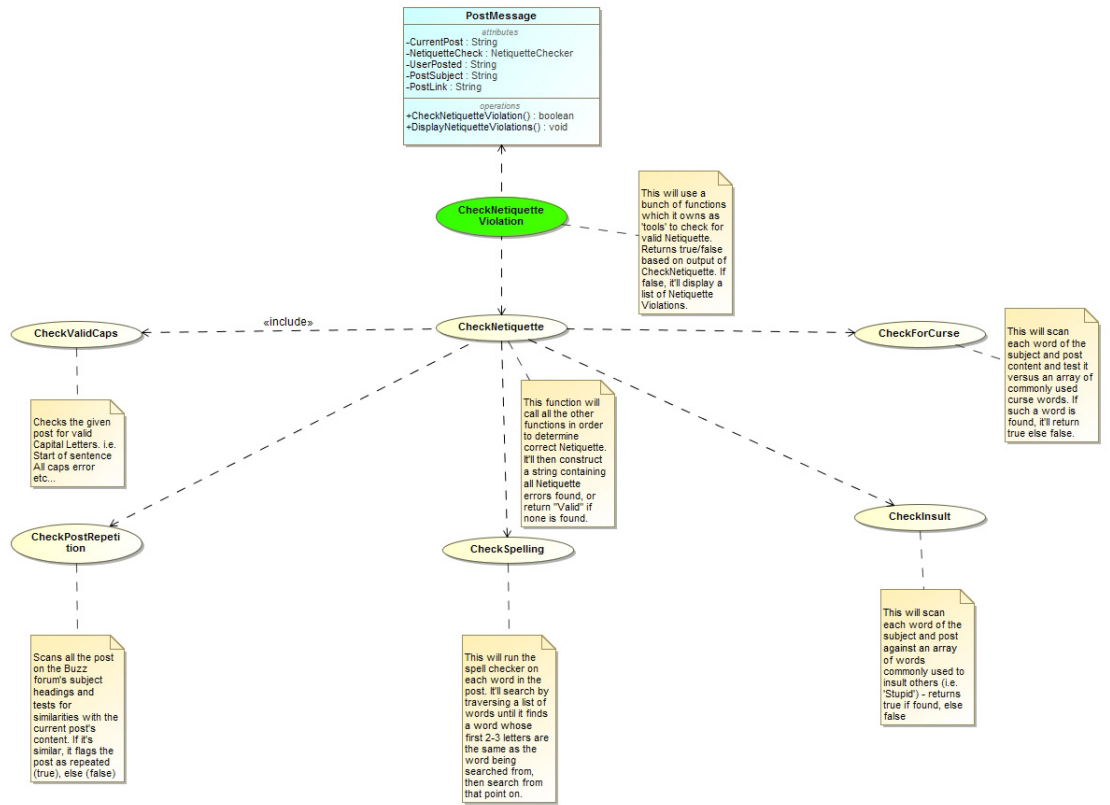 PostMessage
attributes
-CurrentPost : String
-NetiquetteCheck : NetiquetteChecker
-UserPosted : String
-PostSubject : String
-PostLink : String
operations
+CheckNetiquetteViolation() : boolean
+DisplayNetiquetteViolations() : void
CheckNetiquette
Violation
This will use a
bunch of functions
which it owns as
'tools' to check for
valid Netiquette.
Returns true/false
based on output of
CheckNetiquette. If
false, it'll display a
list of Netiquette
Violations.
CheckValidCaps
«include»
CheckNetiquette
CheckForCurse
This will scan
each word of the
subject and post
content and test it
versus an array of
commonly used
curse words. If
such a word is
found, it'll return
true else false.
Checks the given
post for valid
Capital Letters. i.e.
Start of sentence
All caps error
etc...
This function will
call all the other
functions in order
to determine
correct Netiquette.
It'll then construct
a string containing
all Netiquette
errors found, or
return "Valid" if
none is found.
CheckPostRepeti
tion
CheckSpelling
CheckInsult
Scans all the post
on the Buzz
forum's subject
headings and
tests for
similarities with the
current post's
content. If it's
similar, it flags the
post as repeated
(true), else (false)
This will run the
spell checker on
each word in the
post. It'll search by
traversing a list of
words until it finds
a word whose
first 2-3 letters are
the same as the
word being
searched from,
then search from
that point on.
This will scan
each word of the
subject and post
against an array
of words
commonly used to
insult others (i.e.
'Stupid') - returns
true if found, else
false